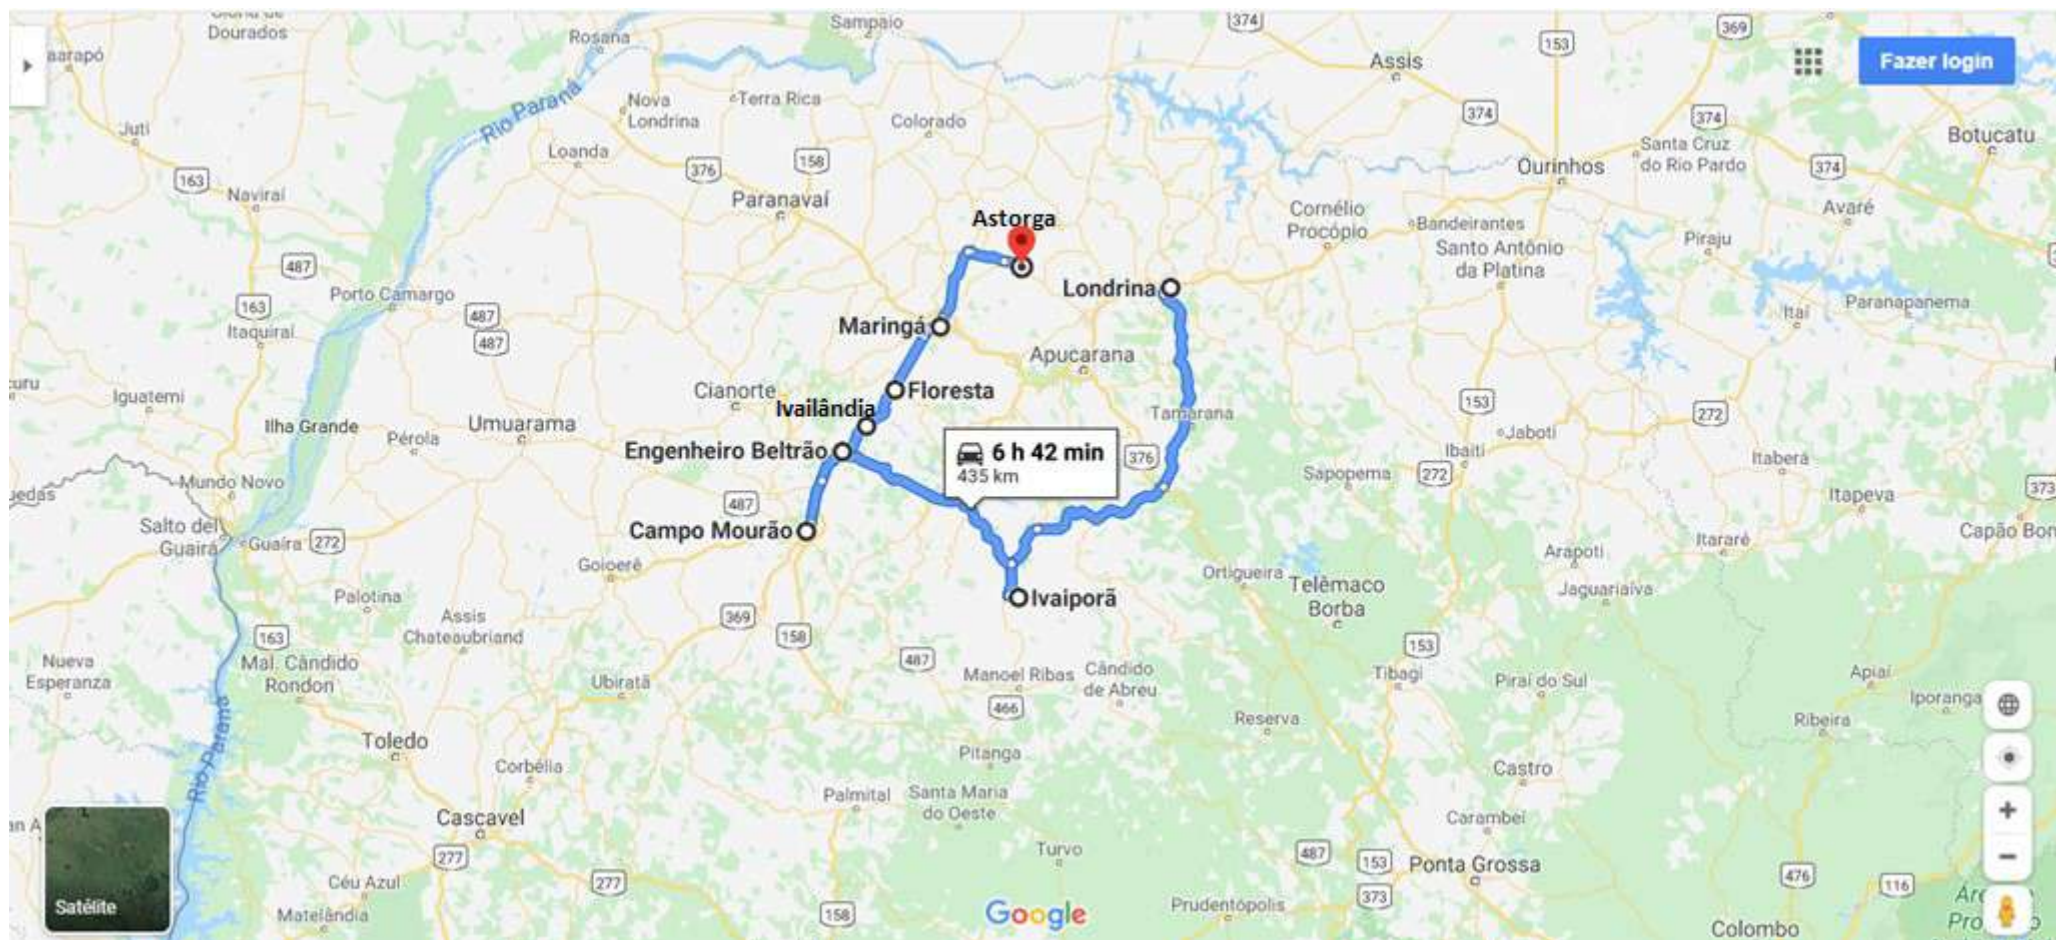 Glória de
Dourados
Sampaio
374
369
Rosana
153
aarapó
Assis
Fazer login
Nova
Londrina
Terra Rica
Rio Paraná
374
374
Colorado
Juti
Botucatu
Loanda
158
376
Santa Cruz
do Rio Pardo
Ourinhos
374
163
Naviraí
Paranavaí
Astorga
Cornélio
Procópio
Bandeirantes
Avaré
Santo Antônio
da Platina
Piraju
487
Londrina
163
Porto Camargo
487
Paranapanema
Itaí
Itaquiraí
487
Maringá
Apucarana
Iguatemi
Cianorte
Floresta
Ivailândia
153
272
Ilha Grande
Pérola
Umuarama
Tamarana
Jaboti
Engenheiro Beltrão
6 h 42 min
435 km
376
Ibaiti
Itaberá
Sapopema
272
Mundo Novo
487
Itapeva
373
Salto del
Guairá
Guaíra
272
Campo Mourão
Capão Bon
Itararé
Arapoti
Goioerê
Ortigueira
Telêmaco
Borba
Jaguariaíva
Palotina
Ivaiporã
Assis
Chateaubriand
369
158
163
153
Nueva
Esperanza
Mal. Cândido
Rondon
487
Manoel Ribas
Cândido
de Abreu
Tibagi
Piraí do Sul
Apiaí
Ubiratã
Iporanga
466
Reserva
Ribeira
Rio Paraná
Toledo
Pitanga
Corbélia
Castro
Palmital
Santa Maria
do Oeste
Cascavel
Carambeí
Turvo
277
487
153
Ponta Grossa
476
116
Céu Azul
277
373
Satélite
Matelândia
158
Google
Prudentópolis
Colombo